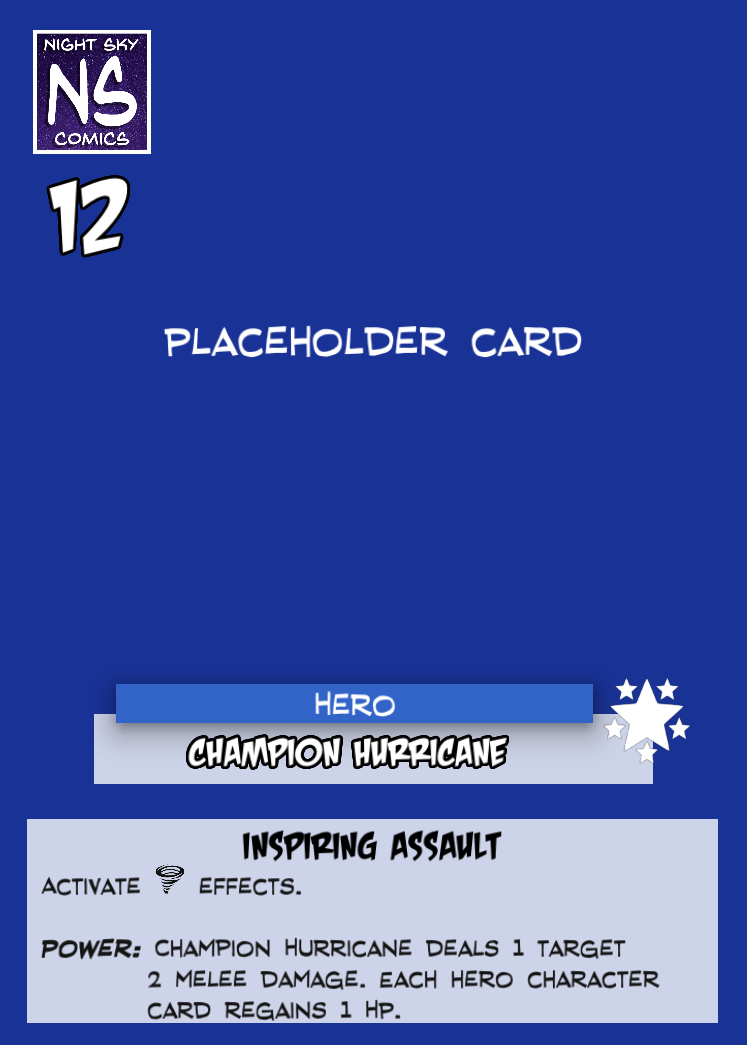 NIGHT SKY
NS
COMICS
12
PLACEHOLDER CARD
HERO
CHAMPION HURRICANE
INSPIRING ASSAULT
ACTIVATE EFFECTS.
POWER: CHAMPION HURRICANE DEALS 1 TARGET
2 MELEE DAMAGE. EACH HERO CHARACTER
CARD REGAINS 1 HP.